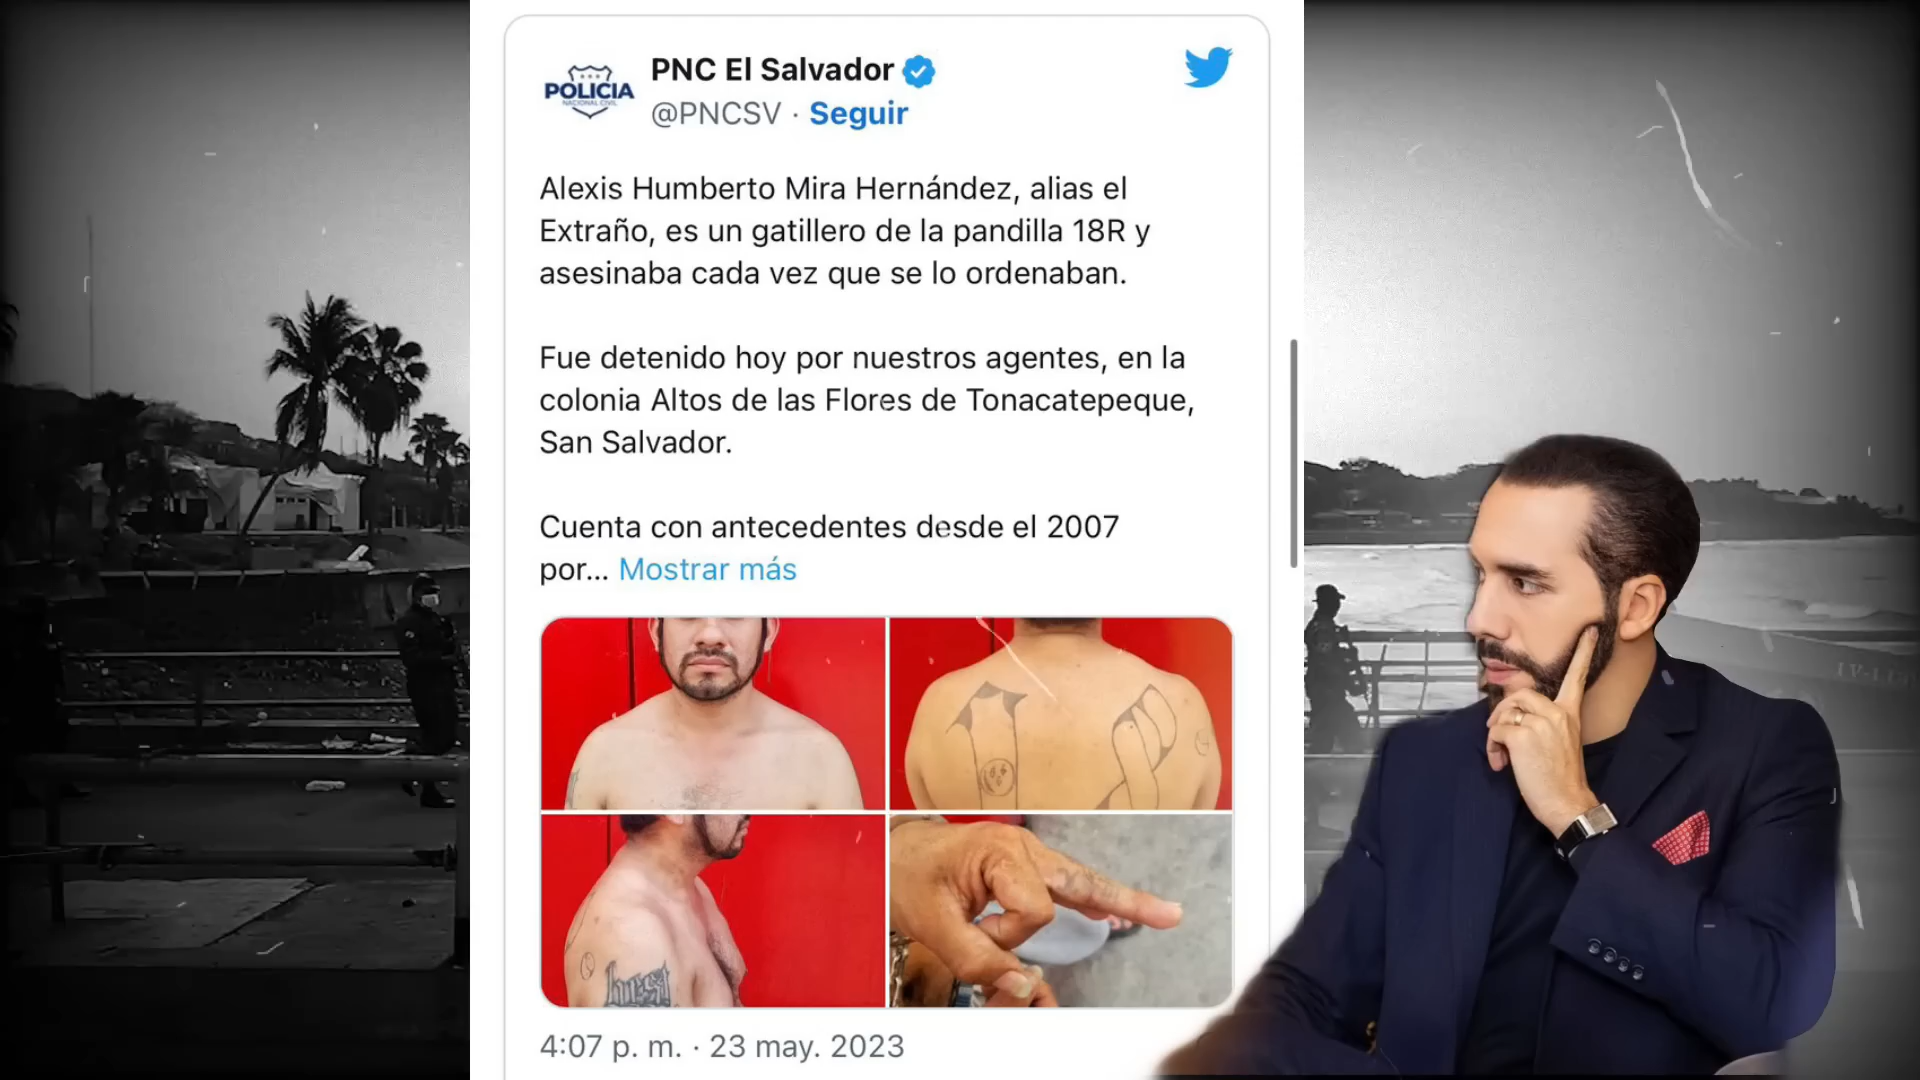 POLICIA
NACIONAL CIVIL
PNC El Salvador
@PNCSV · Seguir
Alexis Humberto Mira Hernández, alias el
Extraño, es un gatillero de la pandilla 18R y
asesinaba cada vez que se lo ordenaban.
Fue detenido hoy por nuestros agentes, en la
colonia Altos de las Flores de Tonacatepeque,
San Salvador.
Cuenta con antecedentes desde el 2007
por... Mostrar más
best
4:07 p. m. · 23 may. 2023